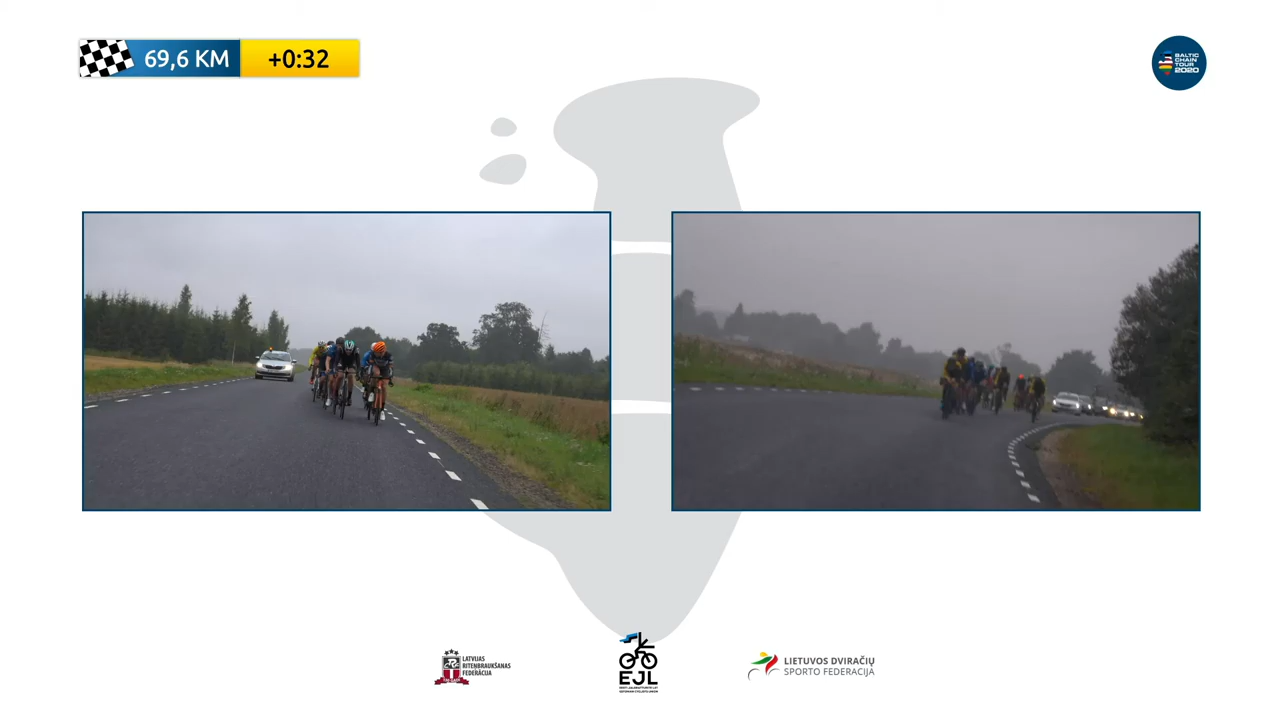 69,6 KM
+0:32
BALTIC
CHAIN
TOUR
2020
LATVIJAS
RITENBRAUKŠANAS
FEDERĀCIJA
EJL
LIETUVOS DVIRAČIŲ
SPORTO FEDERACIJA